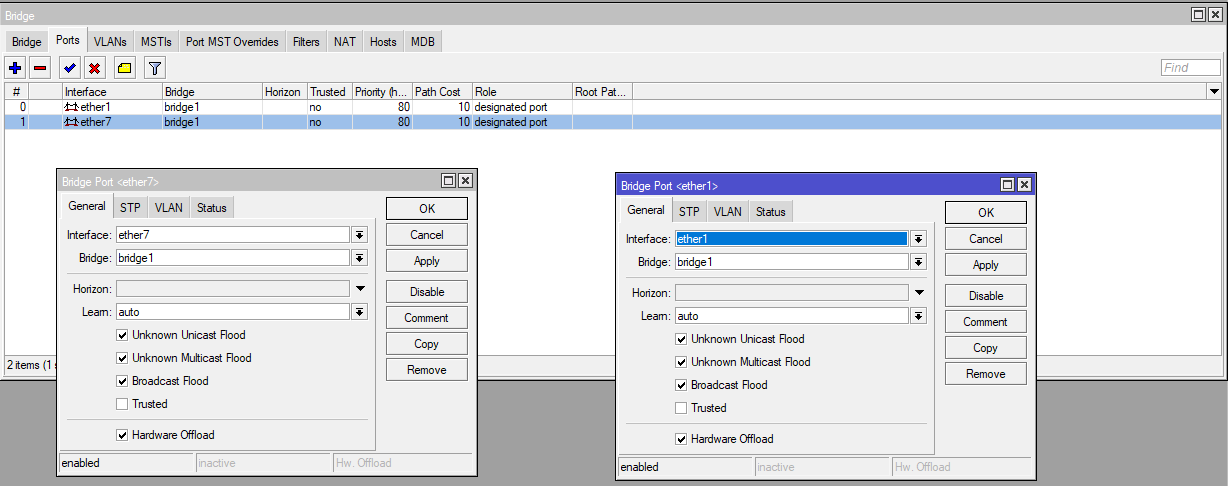 Bridge
Bridge Ports VLANs MSTIs Port MST Overrides Filters NAT Hosts MDB
Find
# Interface Bridge Horizon Trusted Priority (h... Path Cost Role Root Pat...
0 ether1 bridge1 no 80 10 designated port
1 ether7 bridge1 no 80 10 designated port
2 items (1 s
Bridge Port <ether7>
General STP VLAN Status
Interface: ether7
Bridge: bridge1
Horizon:
Learn: auto
Unknown Unicast Flood
Unknown Multicast Flood
Broadcast Flood
Trusted
Hardware Offload
OK
Cancel
Apply
Disable
Comment
Copy
Remove
enabled inactive Hw. Offload
Bridge Port <ether1>
General STP VLAN Status
Interface: ether1
Bridge: bridge1
Horizon:
Learn: auto
Unknown Unicast Flood
Unknown Multicast Flood
Broadcast Flood
Trusted
Hardware Offload
OK
Cancel
Apply
Disable
Comment
Copy
Remove
enabled inactive Hw. Offload